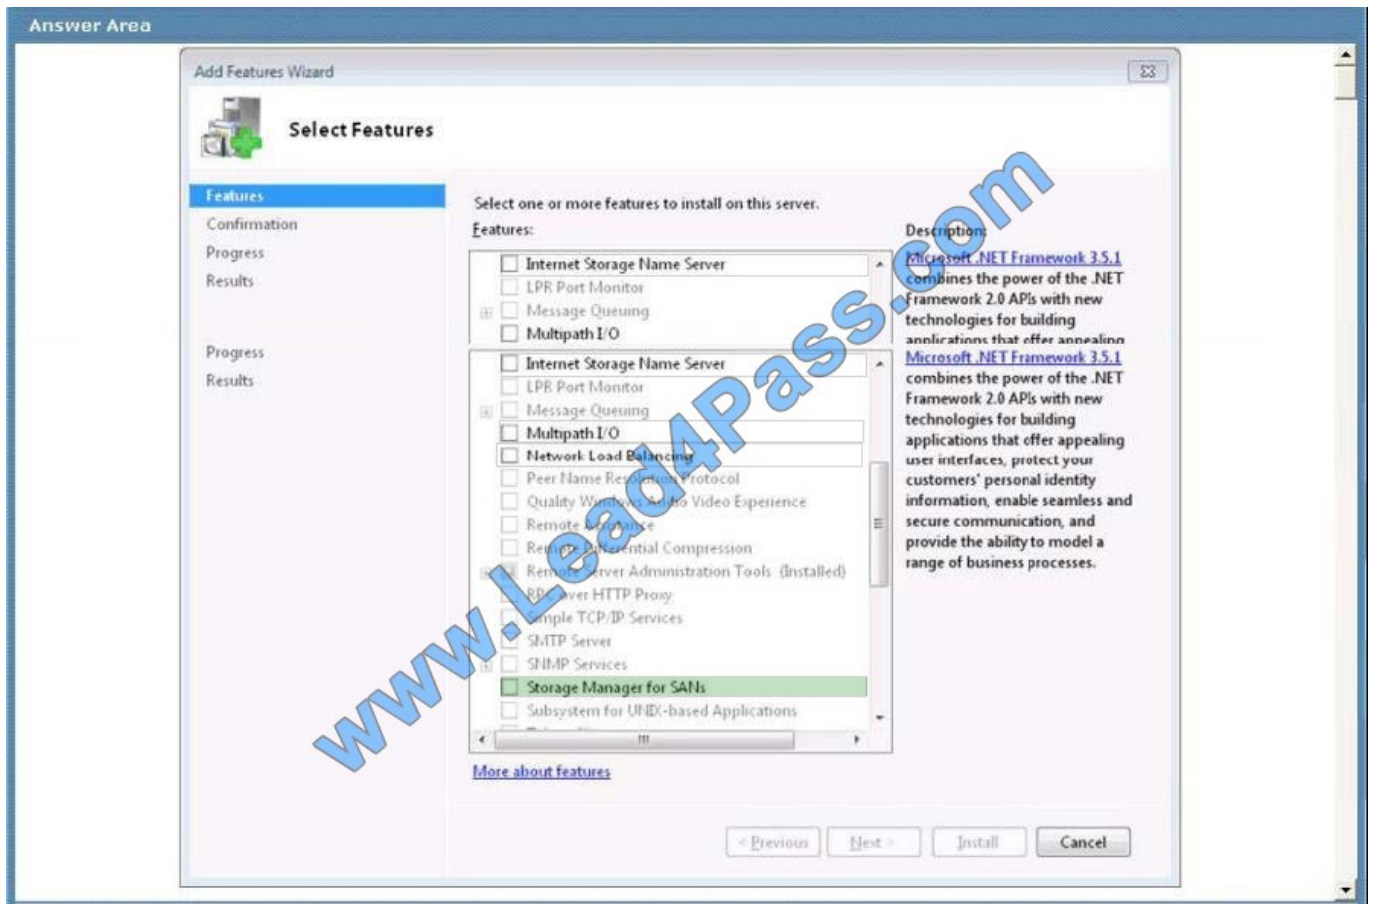 Answer Area
Add Features Wizard
Select Features
Features
Confirmation
Progress
Results
Progress
Results
Select one or more features to install on this server.
Features:
Internet Storage Name Server
LPR Port Monitor
Message Queuing
Multipath I/O
Internet Storage Name Server
LPR Port Monitor
Message Queuing
Multipath I/O
Network Load Balancing
Peer Name Resolution Protocol
Quality Windows Audio Video Experience
Remote Assistance
Remote Differential Compression
Remote Server Administration Tools (Installed)
RPC over HTTP Proxy
Simple TCP/IP Services
SMTP Server
SNMP Services
Storage Manager for SANs
Subsystem for UNIX-based Applications
More about features
Description:
Microsoft .NET Framework 3.5.1
combines the power of the .NET
Framework 2.0 APIs with new
technologies for building
applications that offer appealing
Microsoft .NET Framework 3.5.1
combines the power of the .NET
Framework 2.0 APIs with new
technologies for building
applications that offer appealing
user interfaces, protect your
customers' personal identity
information, enable seamless and
secure communication, and
provide the ability to model a
range of business processes.
< Previous
Next >
Install
Cancel
www.Lead4Pass.com